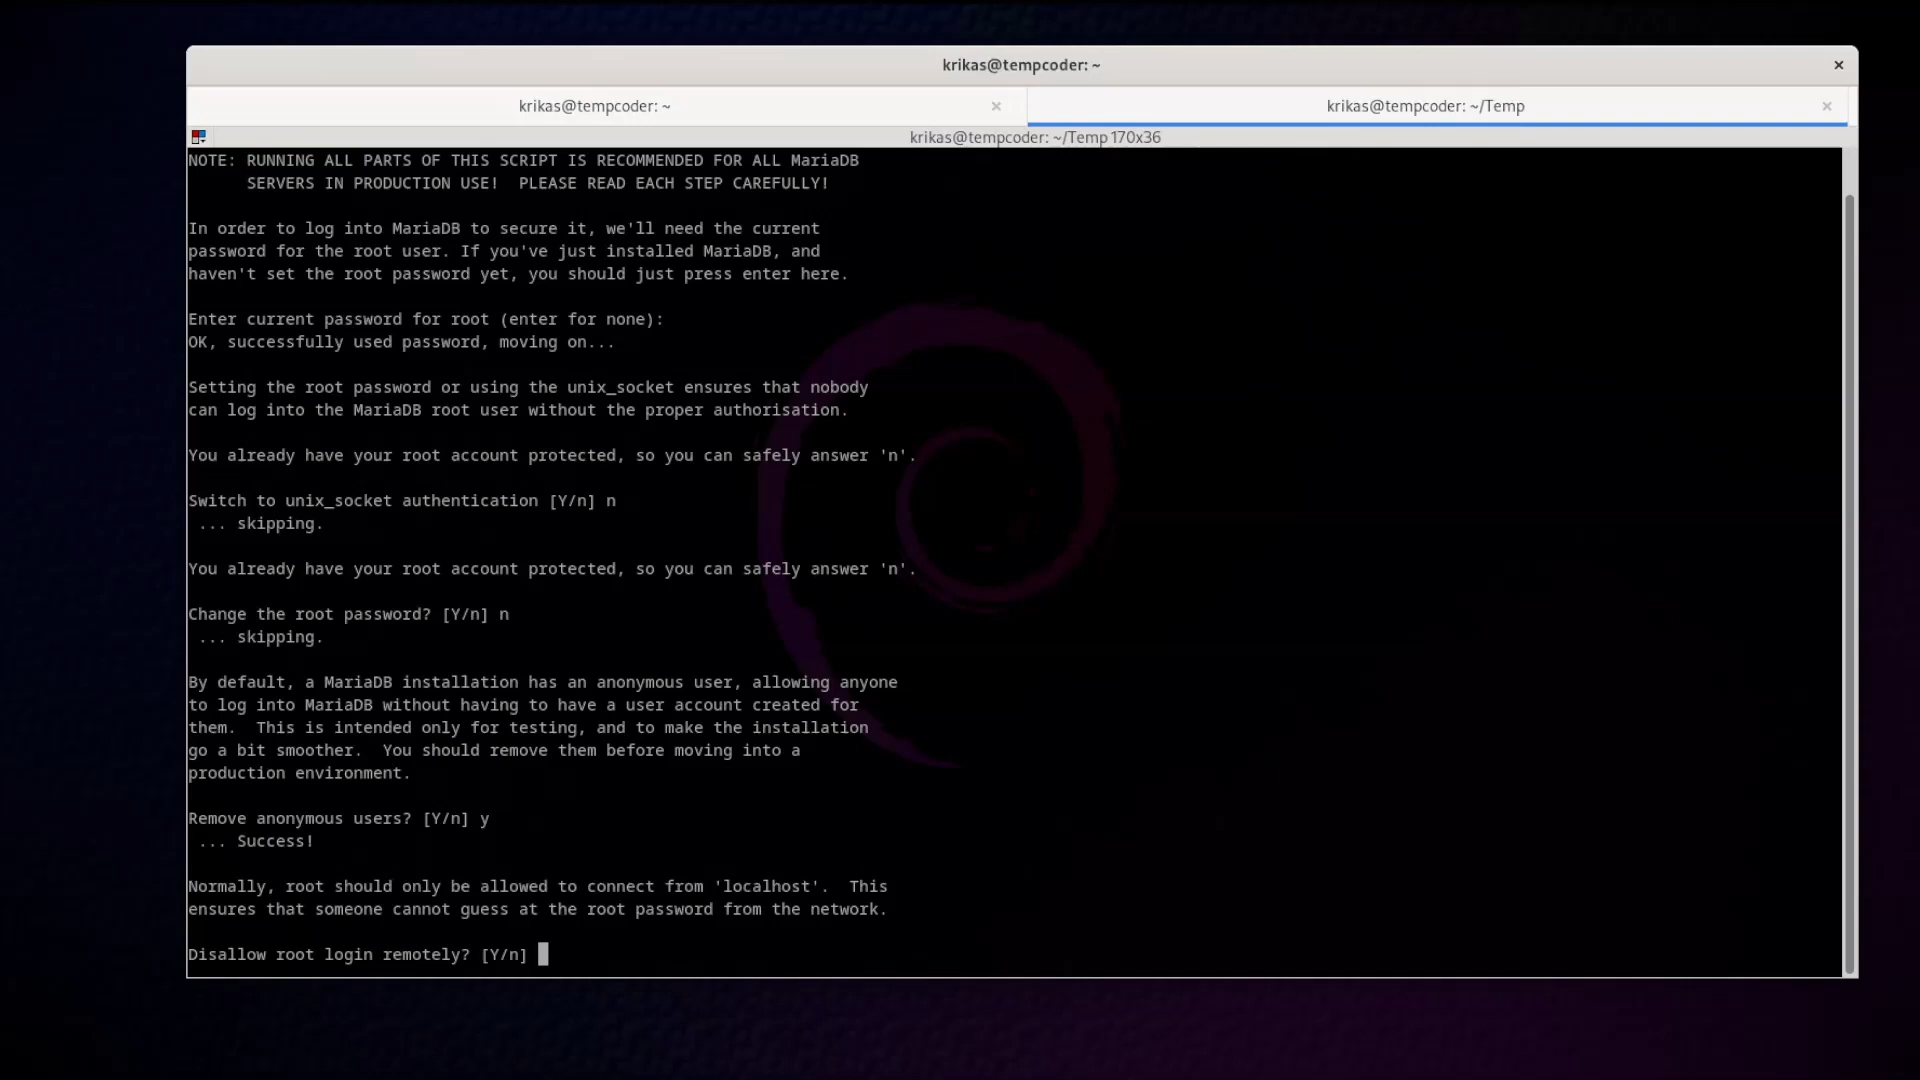 krikas@tempcoder: ~
krikas@tempcoder: ~
krikas@tempcoder: ~/Temp
krikas@tempcoder: ~/Temp 170x36
NOTE: RUNNING ALL PARTS OF THIS SCRIPT IS RECOMMENDED FOR ALL MariaDB
      SERVERS IN PRODUCTION USE!  PLEASE READ EACH STEP CAREFULLY!

In order to log into MariaDB to secure it, we'll need the current
password for the root user. If you've just installed MariaDB, and
haven't set the root password yet, you should just press enter here.

Enter current password for root (enter for none):
OK, successfully used password, moving on...

Setting the root password or using the unix_socket ensures that nobody
can log into the MariaDB root user without the proper authorisation.

You already have your root account protected, so you can safely answer 'n'.

Switch to unix_socket authentication [Y/n] n
 ... skipping.

You already have your root account protected, so you can safely answer 'n'.

Change the root password? [Y/n] n
 ... skipping.

By default, a MariaDB installation has an anonymous user, allowing anyone
to log into MariaDB without having to have a user account created for
them.  This is intended only for testing, and to make the installation
go a bit smoother.  You should remove them before moving into a
production environment.

Remove anonymous users? [Y/n] y
 ... Success!

Normally, root should only be allowed to connect from 'localhost'.  This
ensures that someone cannot guess at the root password from the network.

Disallow root login remotely? [Y/n]